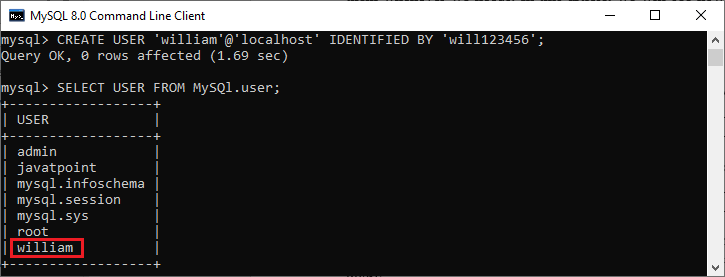 MySQL 8.0 Command Line Client
mysql> CREATE USER 'william'@'localhost' IDENTIFIED BY 'will123456';
Query OK, 0 rows affected (1.69 sec)
mysql> SELECT USER FROM MySQl.user;
+------------------+
| USER             |
+------------------+
| admin            |
| javatpoint       |
| mysql.infoschema |
| mysql.session    |
| mysql.sys        |
| root             |
| william          |
+------------------+